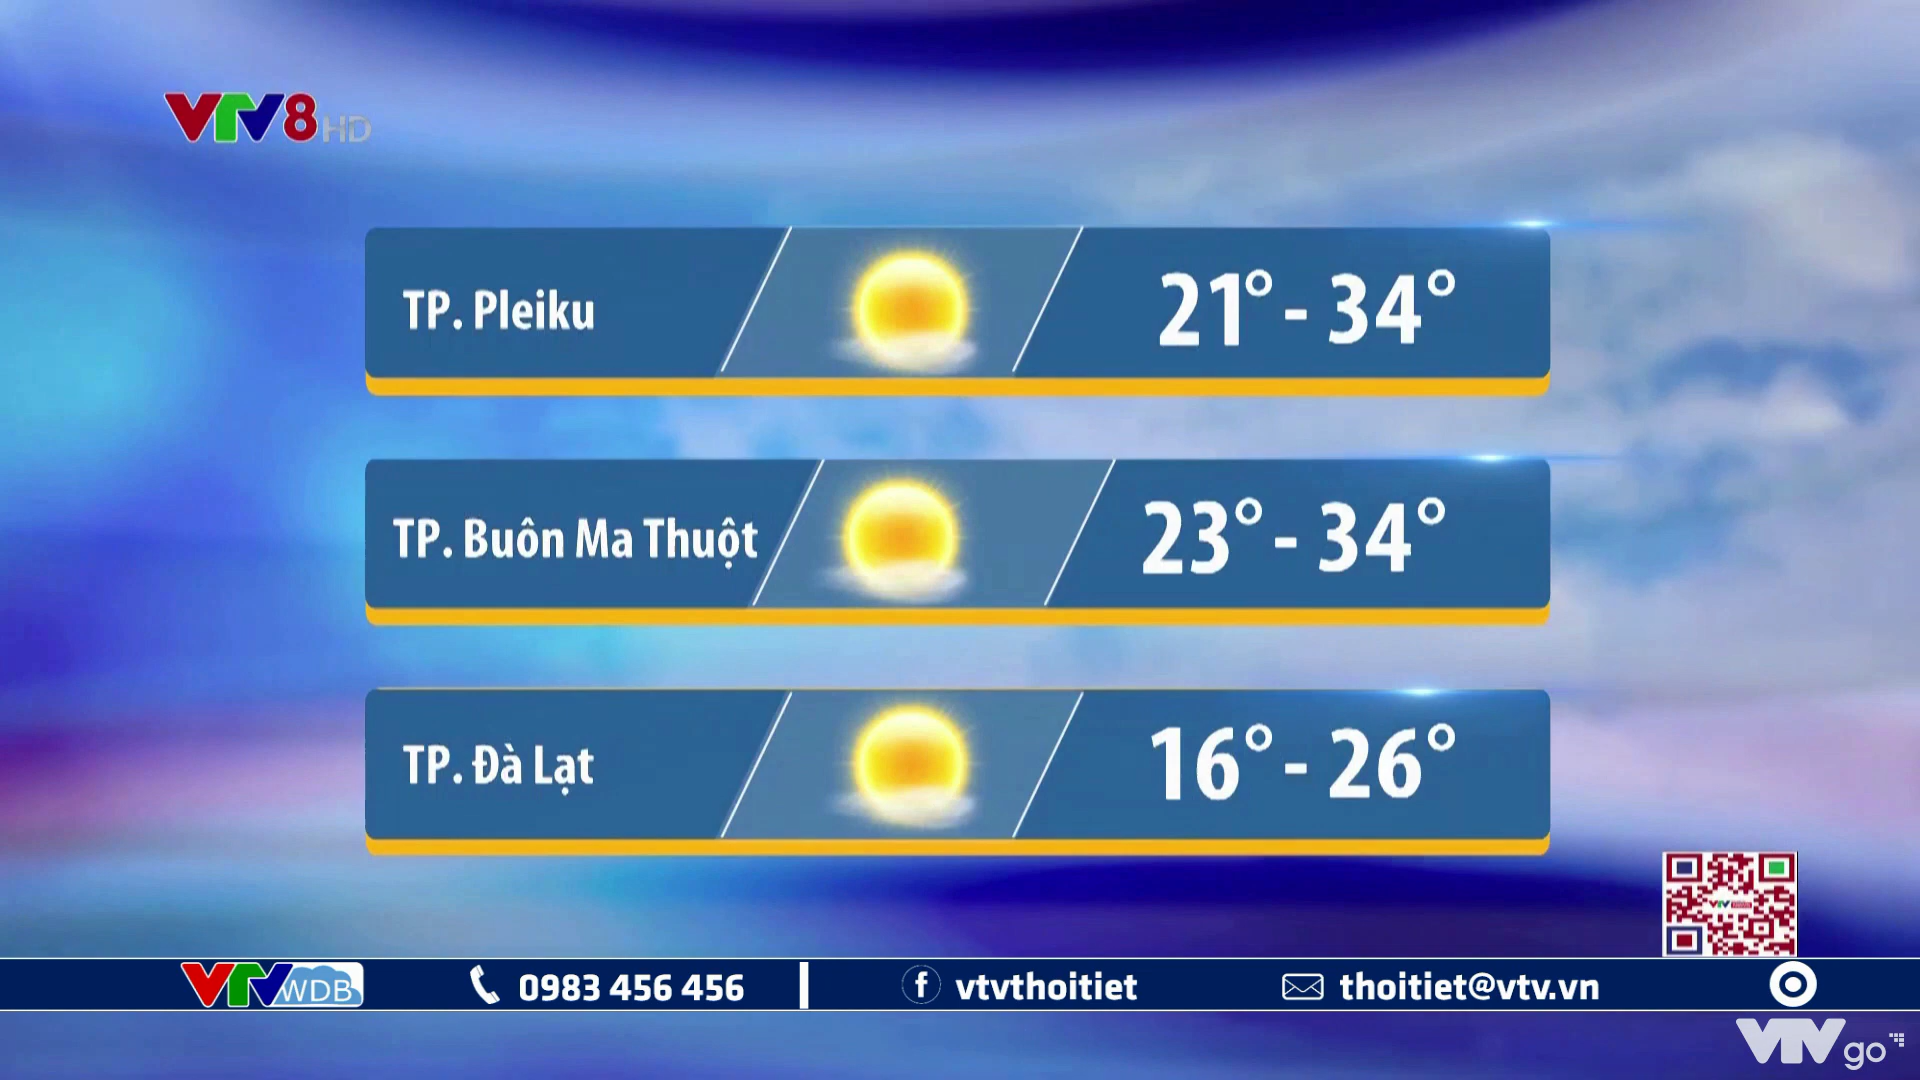 VTV8 HD
TP. Pleiku 21° - 34°
TP. Buôn Ma Thuột 23° - 34°
TP. Đà Lạt 16° - 26°
VTV
VTV WDB 0983 456 456 f vtvthoitiet thoitiet@vtv.vn
VTV go